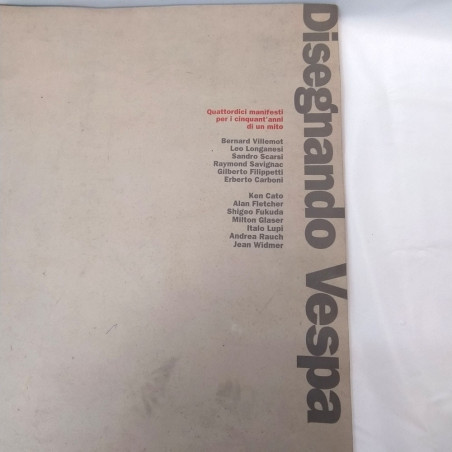 Disegnando Vespa
Quattordici manifesti
per i cinquant'anni
di un mito
Bernard Villemot
Leo Longanesi
Sandro Scarsi
Raymond Savignac
Gilberto Filippetti
Erberto Carboni
Ken Cato
Alan Fletcher
Shigeo Fukuda
Milton Glaser
Italo Lupi
Andrea Rauch
Jean Widmer